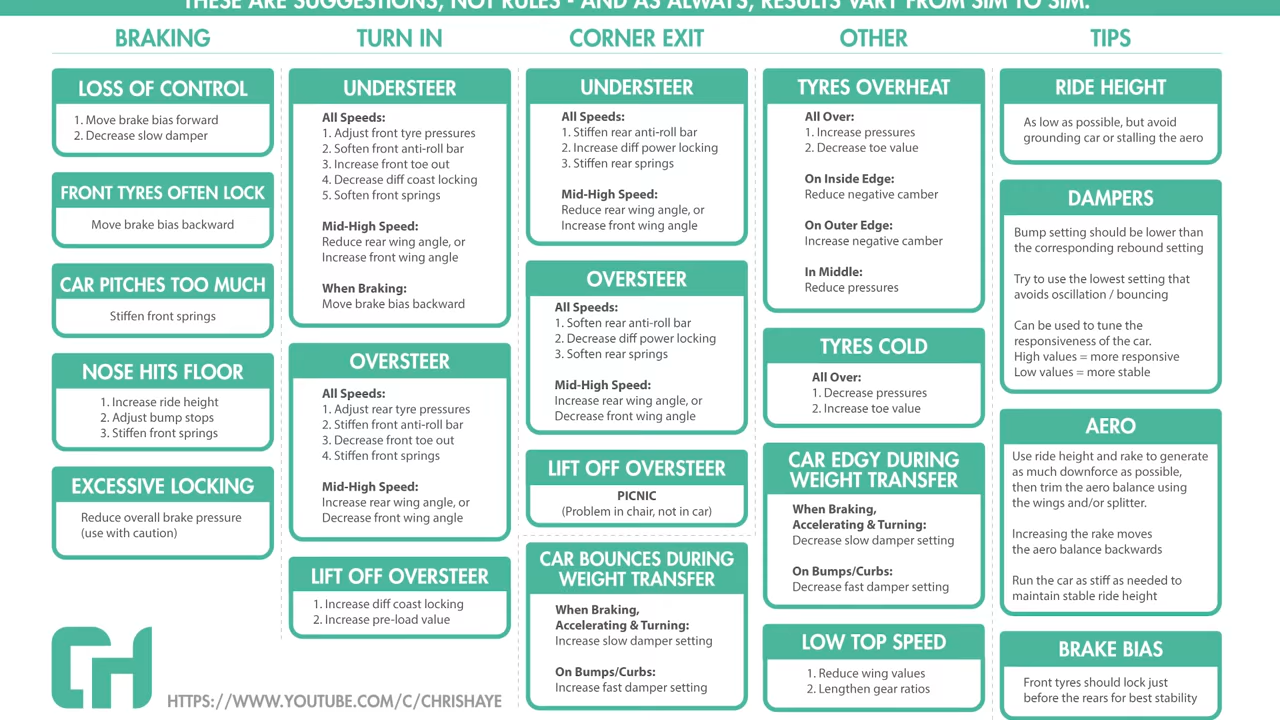 THESE ARE SUGGESTIONS, NOT RULES - AND AS ALWAYS, RESULTS VARY FROM SIM TO SIM.
BRAKING
LOSS OF CONTROL
1. Move brake bias forward
2. Decrease slow damper
FRONT TYRES OFTEN LOCK
Move brake bias backward
CAR PITCHES TOO MUCH
Stiffen front springs
NOSE HITS FLOOR
1. Increase ride height
2. Adjust bump stops
3. Stiffen front springs
EXCESSIVE LOCKING
Reduce overall brake pressure
(use with caution)
TURN IN
UNDERSTEER
All Speeds:
1. Adjust front tyre pressures
2. Soften front anti-roll bar
3. Increase front toe out
4. Decrease diff coast locking
5. Soften front springs
Mid-High Speed:
Reduce rear wing angle, or
Increase front wing angle
When Braking:
Move brake bias backward
OVERSTEER
All Speeds:
1. Adjust rear tyre pressures
2. Stiffen front anti-roll bar
3. Decrease front toe out
4. Stiffen front springs
Mid-High Speed:
Increase rear wing angle, or
Decrease front wing angle
LIFT OFF OVERSTEER
1. Increase diff coast locking
2. Increase pre-load value
CORNER EXIT
UNDERSTEER
All Speeds:
1. Stiffen rear anti-roll bar
2. Increase diff power locking
3. Stiffen rear springs
Mid-High Speed:
Reduce rear wing angle, or
Increase front wing angle
OVERSTEER
All Speeds:
1. Soften rear anti-roll bar
2. Decrease diff power locking
3. Soften rear springs
Mid-High Speed:
Increase rear wing angle, or
Decrease front wing angle
LIFT OFF OVERSTEER
PICNIC
(Problem in chair, not in car)
CAR BOUNCES DURING
WEIGHT TRANSFER
When Braking,
Accelerating & Turning:
Increase slow damper setting
On Bumps/Curbs:
Increase fast damper setting
OTHER
TYRES OVERHEAT
All Over:
1. Increase pressures
2. Decrease toe value
On Inside Edge:
Reduce negative camber
On Outer Edge:
Increase negative camber
In Middle:
Reduce pressures
TYRES COLD
All Over:
1. Decrease pressures
2. Increase toe value
CAR EDGY DURING
WEIGHT TRANSFER
When Braking,
Accelerating & Turning:
Decrease slow damper setting
On Bumps/Curbs:
Decrease fast damper setting
LOW TOP SPEED
1. Reduce wing values
2. Lengthen gear ratios
TIPS
RIDE HEIGHT
As low as possible, but avoid
grounding car or stalling the aero
DAMPERS
Bump setting should be lower than
the corresponding rebound setting
Try to use the lowest setting that
avoids oscillation / bouncing
Can be used to tune the
responsiveness of the car.
High values = more responsive
Low values = more stable
AERO
Use ride height and rake to generate
as much downforce as possible,
then trim the aero balance using
the wings and/or splitter.
Increasing the rake moves
the aero balance backwards
Run the car as stiff as needed to
maintain stable ride height
BRAKE BIAS
Front tyres should lock just
before the rears for best stability
CH
HTTPS://WWW.YOUTUBE.COM/C/CHRISHAYE